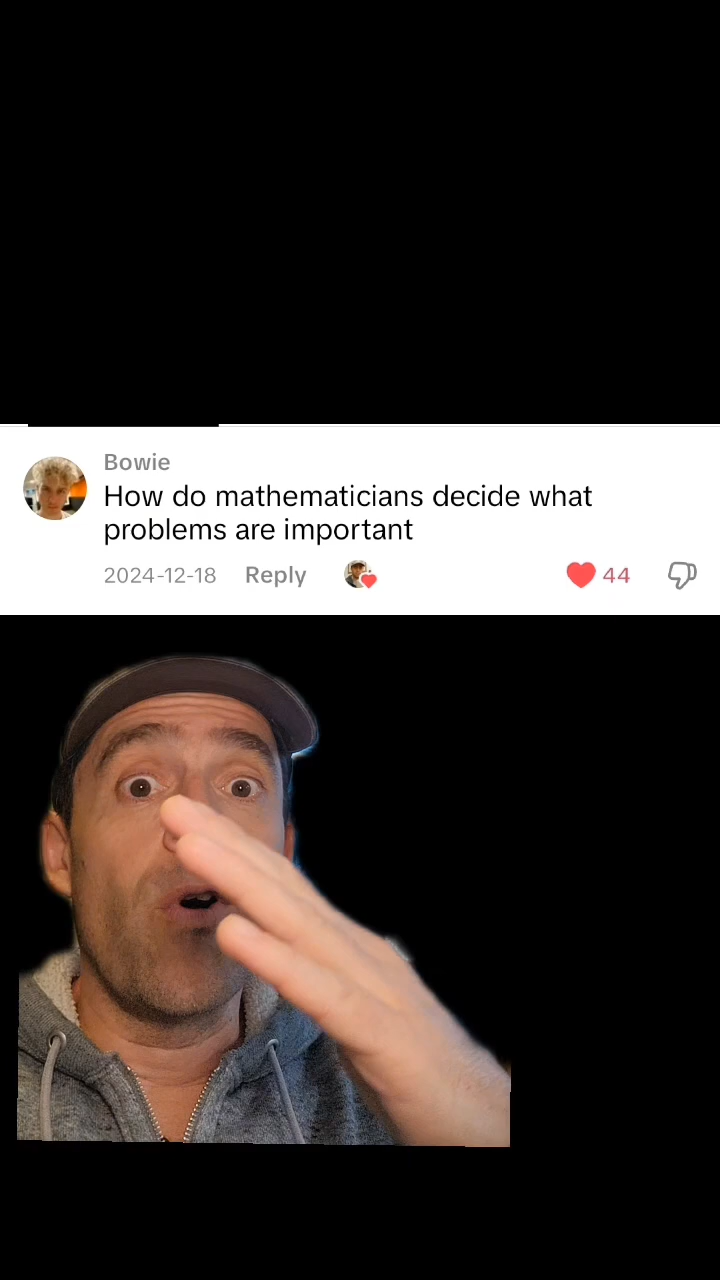 Bowie
How do mathematicians decide what
problems are important
2024-12-18 Reply 44